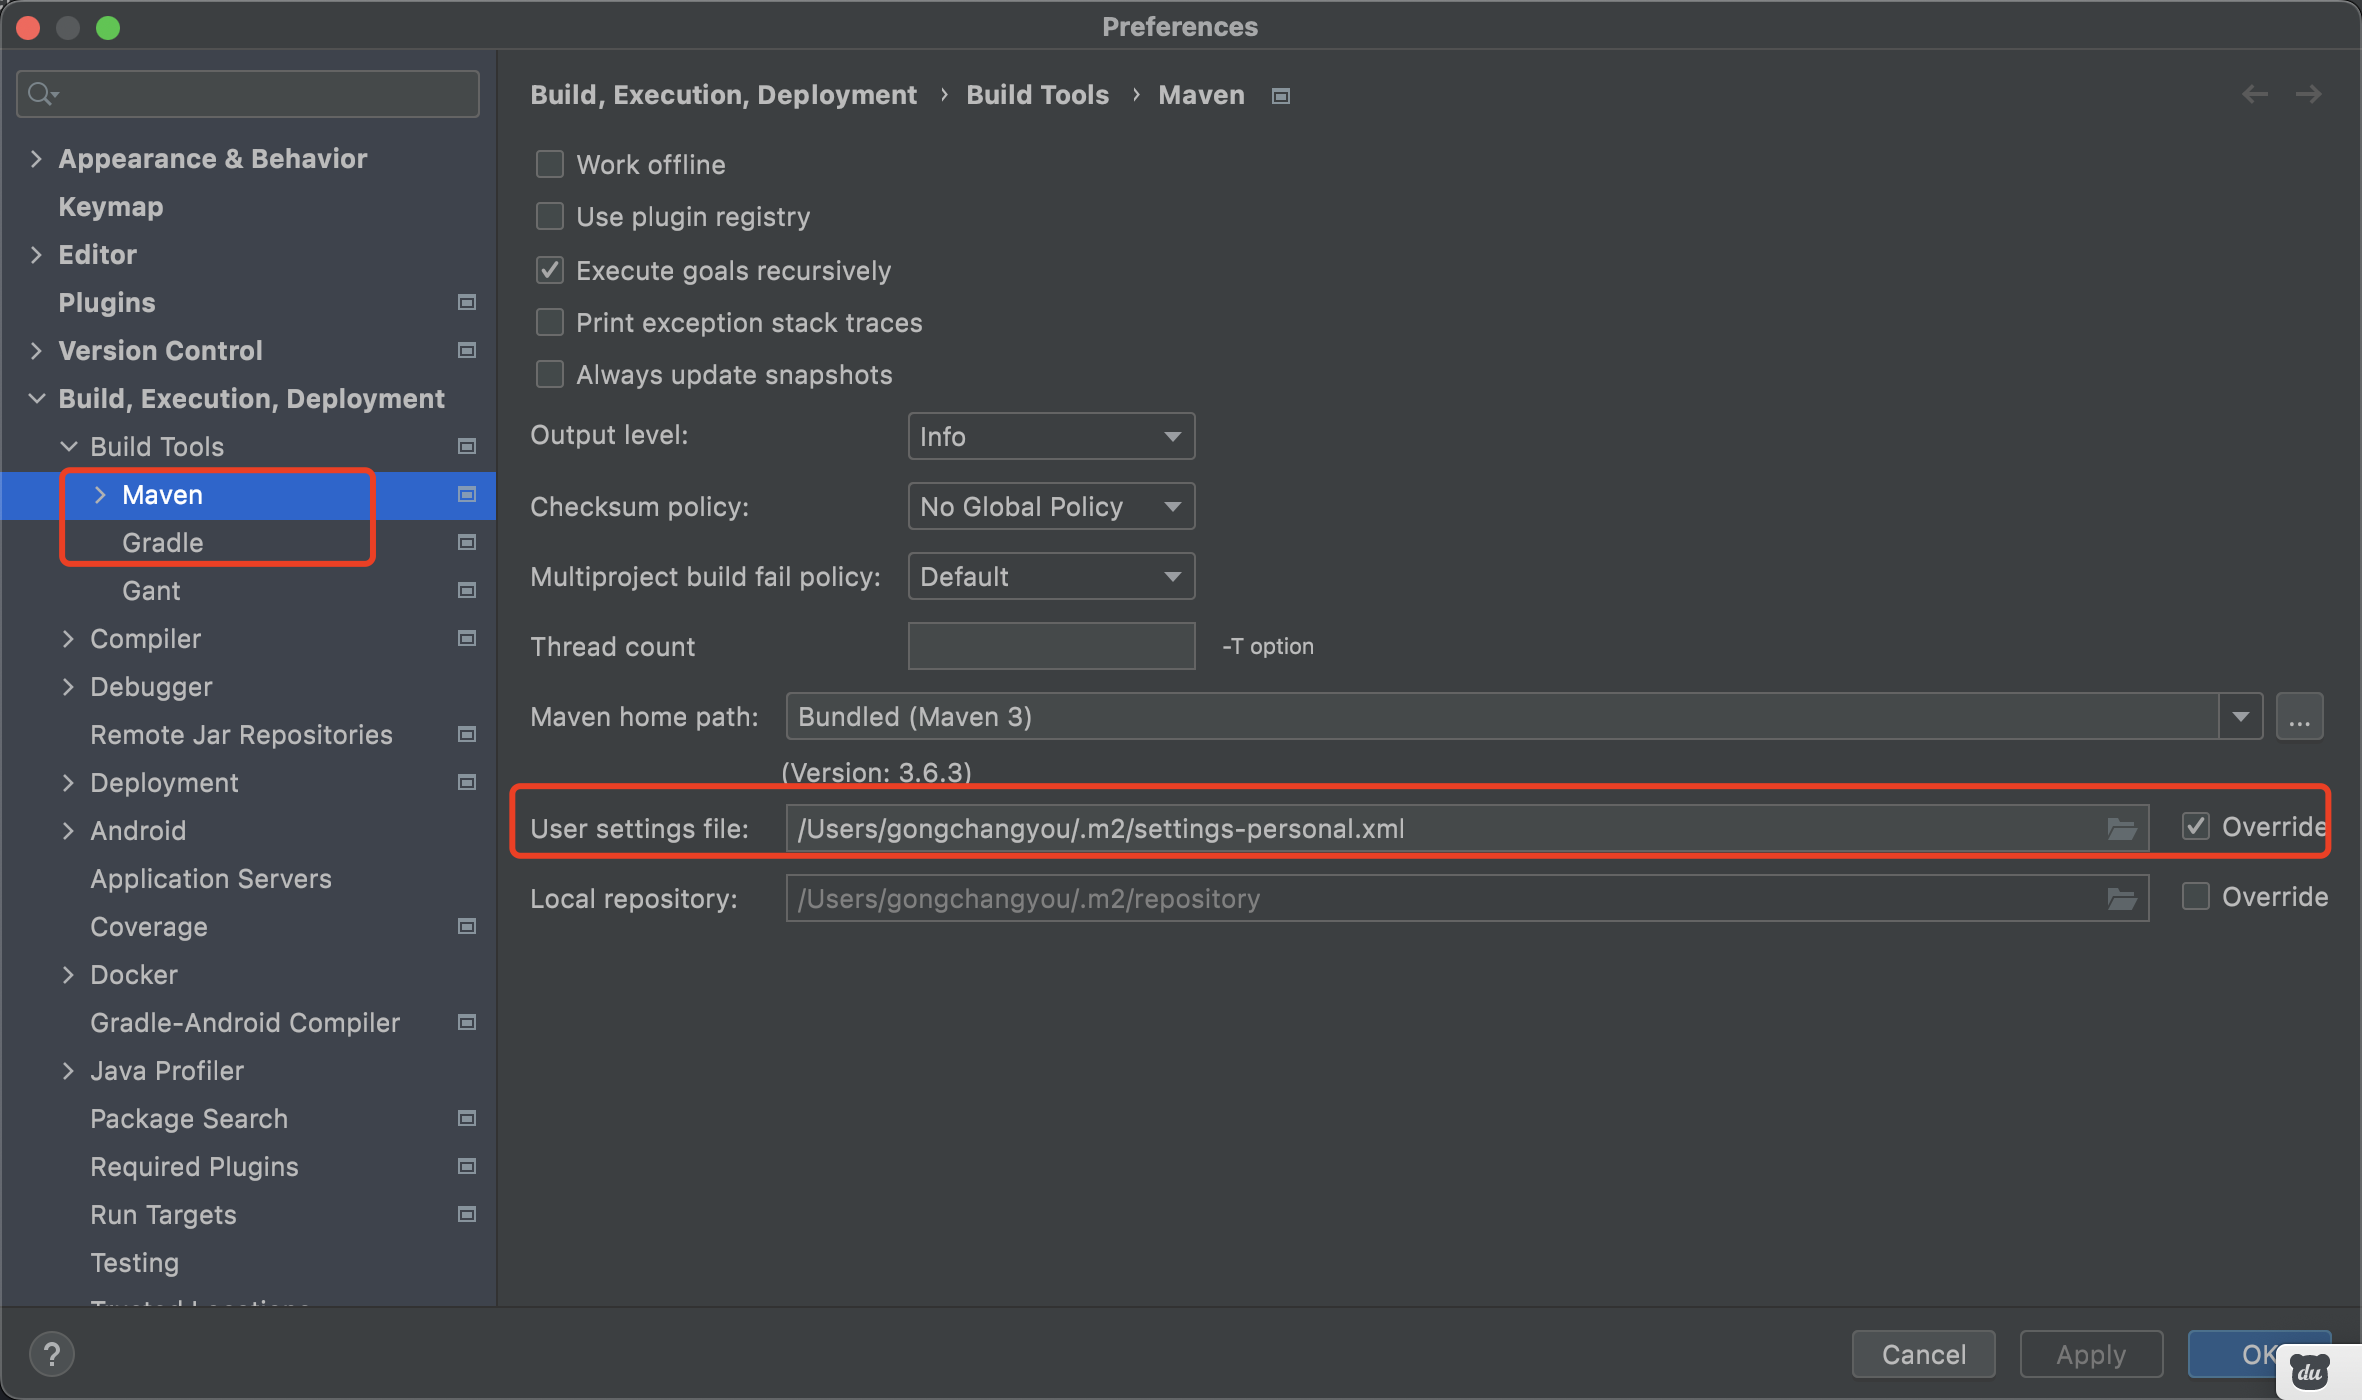 Preferences
Appearance & Behavior
Keymap
Editor
Plugins
Version Control
Build, Execution, Deployment
Build Tools
Maven
Gradle
Gant
Compiler
Debugger
Remote Jar Repositories
Deployment
Android
Application Servers
Coverage
Docker
Gradle-Android Compiler
Java Profiler
Package Search
Required Plugins
Run Targets
Testing
Trusted Locations
Build, Execution, Deployment › Build Tools › Maven
Work offline
Use plugin registry
Execute goals recursively
Print exception stack traces
Always update snapshots
Output level: Info
Checksum policy: No Global Policy
Multiproject build fail policy: Default
Thread count -T option
Maven home path: Bundled (Maven 3) ...
(Version: 3.6.3)
User settings file: /Users/gongchangyou/.m2/settings-personal.xml Override
Local repository: /Users/gongchangyou/.m2/repository Override
? Cancel Apply OK
du